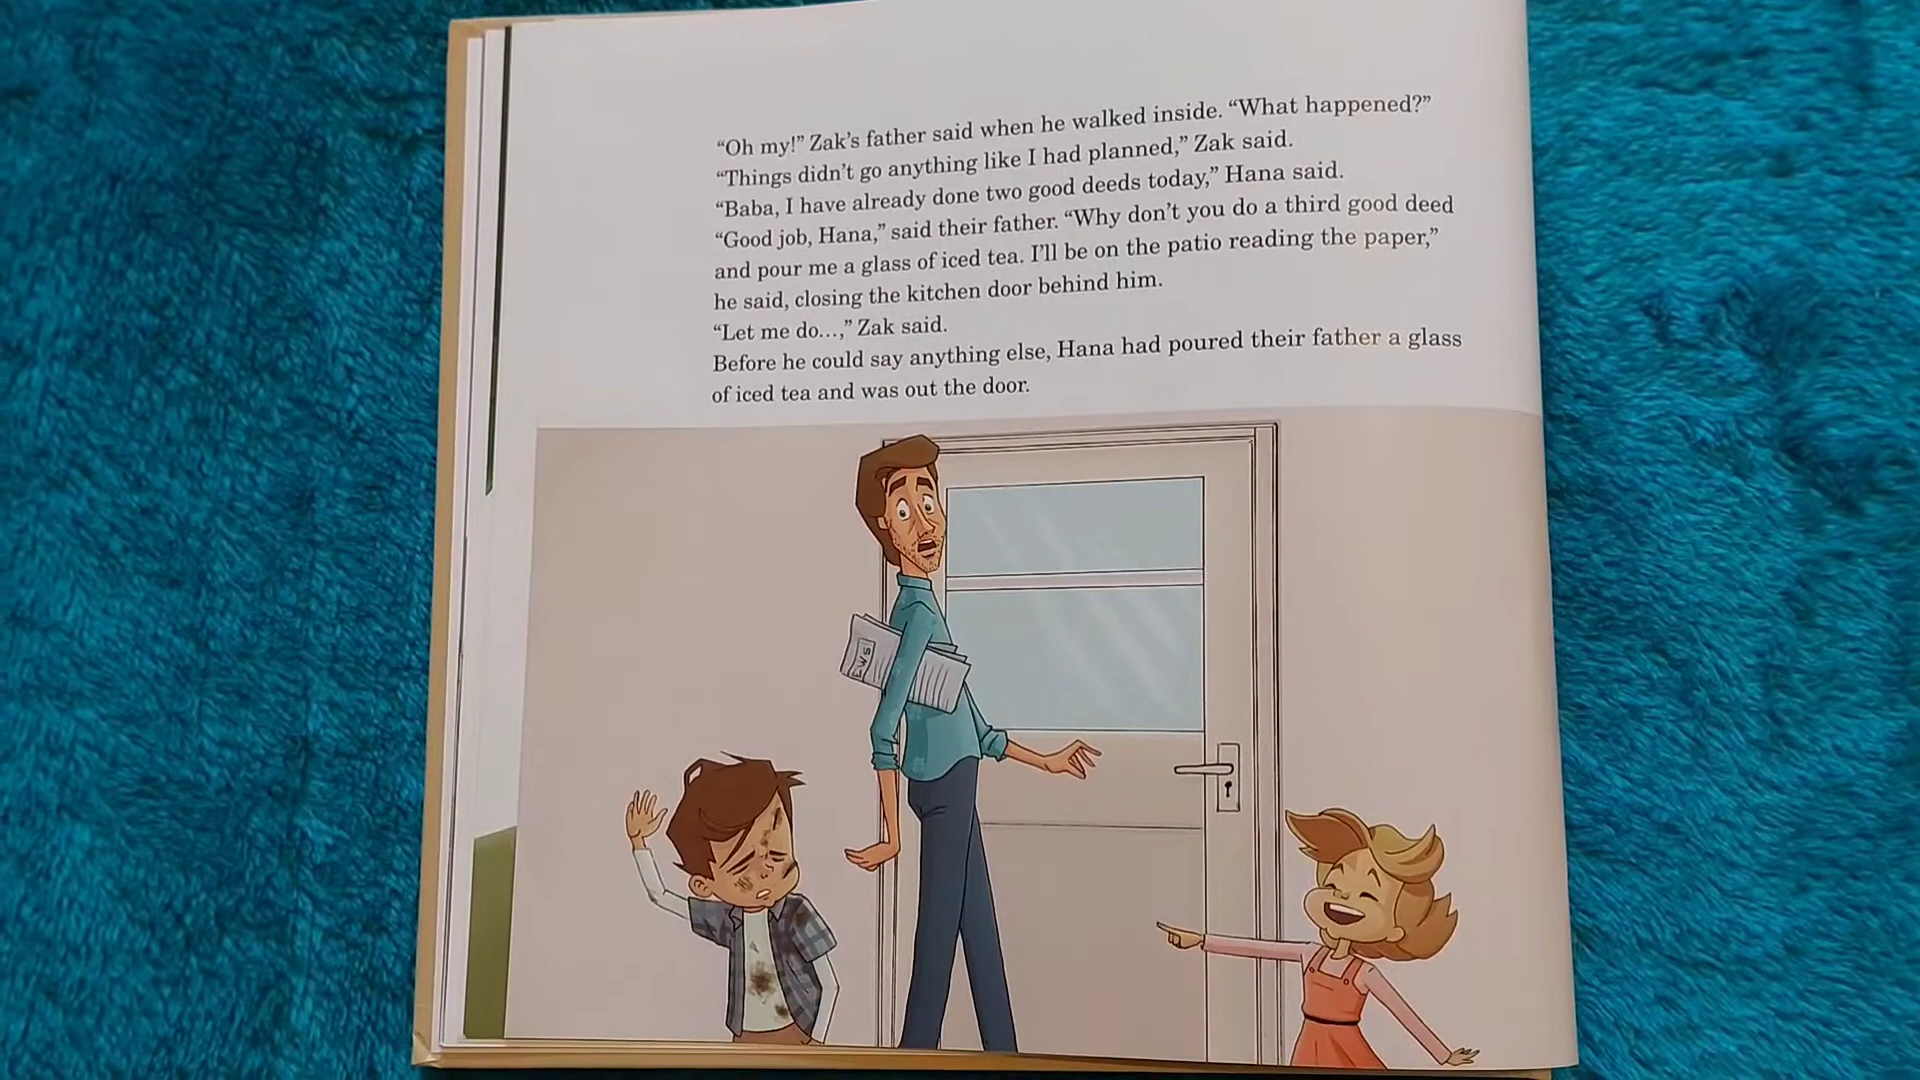 “Oh my!” Zak’s father said when he walked inside. “What happened?”
“Things didn’t go anything like I had planned,” Zak said.
“Baba, I have already done two good deeds today,” Hana said.
“Good job, Hana,” said their father. “Why don’t you do a third good deed
and pour me a glass of iced tea. I’ll be on the patio reading the paper,”
he said, closing the kitchen door behind him.
“Let me do…,” Zak said.
Before he could say anything else, Hana had poured their father a glass
of iced tea and was out the door.
EWS